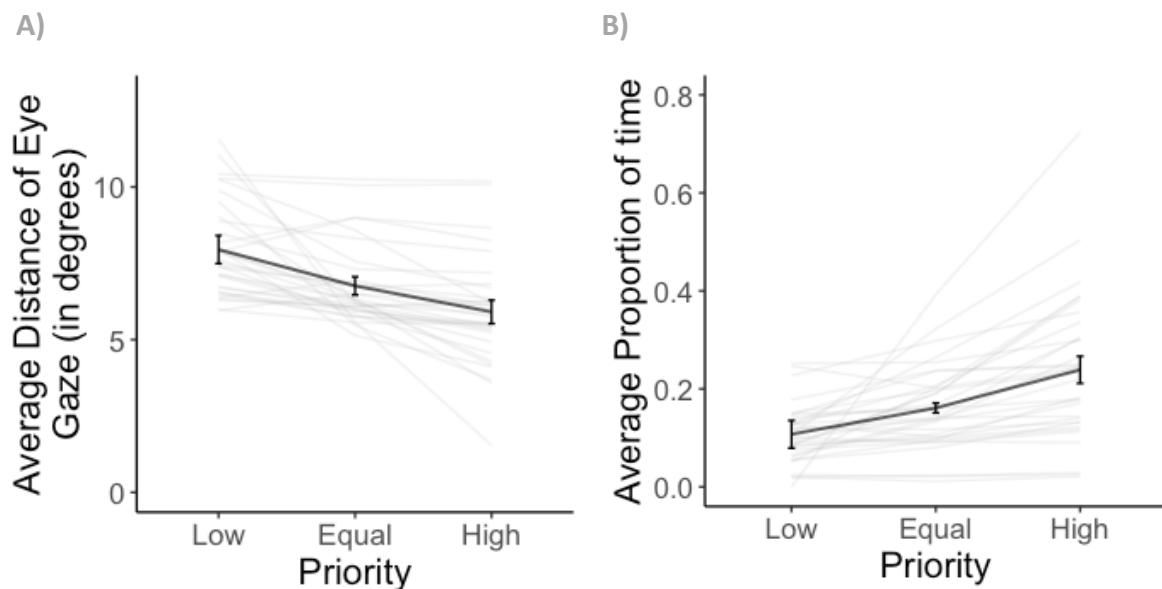 A)
Average Distance of Eye
Gaze (in degrees)
10
5
0
Low Equal High
Priority
B)
Average Proportion of time
0.8
0.6
0.4
0.2
0.0
Low Equal High
Priority